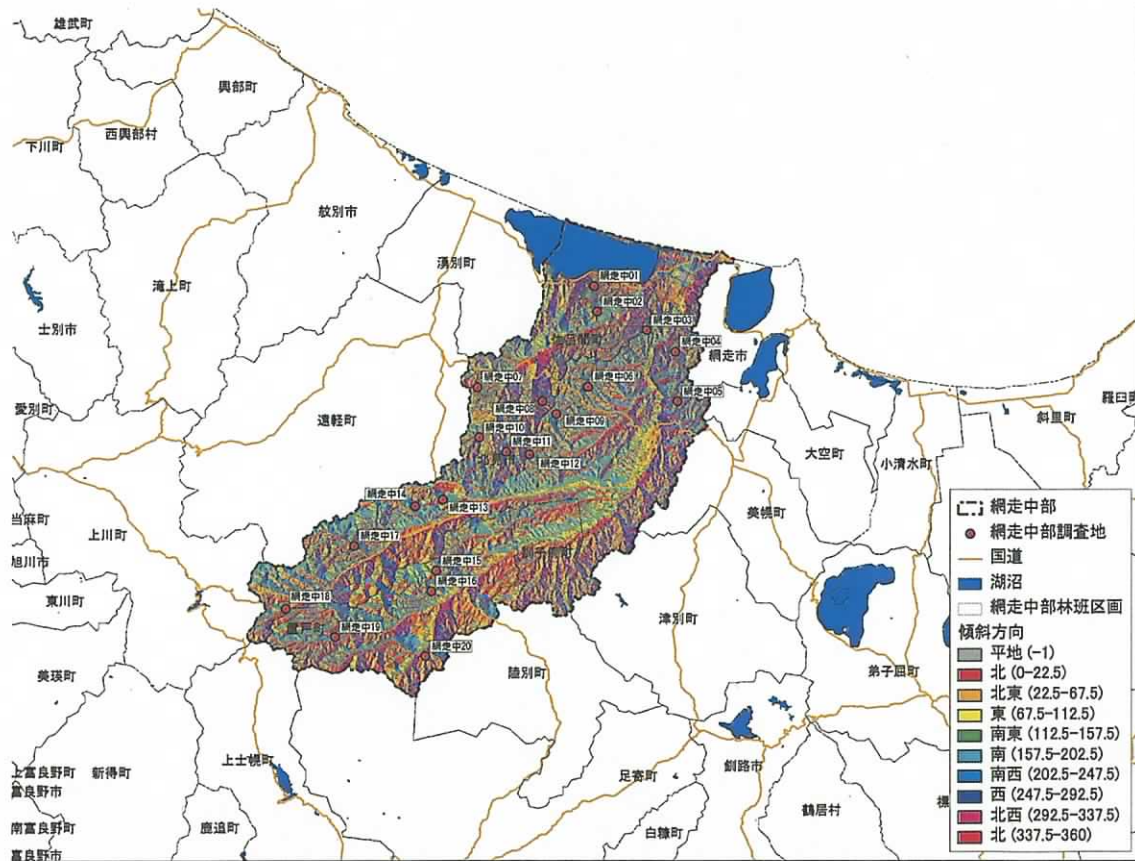 雄武町
興部町
西興部村
下川町
紋別市
湧別町
滝上町
士別市
網走中01
網走中02
網走中03
網走中04
網走市
網走中07
網走中06
網走中05
網走中08
網走中09
愛別町
遠軽町
網走中10
網走中11
網走中12
羅臼町
斜里町
大空町
小清水町
網走中14
網走中13
美幌町
当麻町
上川町
旭川市
網走中17
訓子府町
網走中15
網走中16
東川町
網走中18
置戸町
網走中19
網走中20
津別町
陸別町
美瑛町
弟子屈町
上富良野町
新得町
上士幌町
富良野市
足寄町
釧路市
鶴居村
南富良野町
鹿追町
白糠町
富良野市
網走中部
網走中部調査地
国道
湖沼
網走中部林班区画
傾斜方向
平地 (-1)
北 (0-22.5)
北東 (22.5-67.5)
東 (67.5-112.5)
南東 (112.5-157.5)
南 (157.5-202.5)
南西 (202.5-247.5)
西 (247.5-292.5)
北西 (292.5-337.5)
北 (337.5-360)